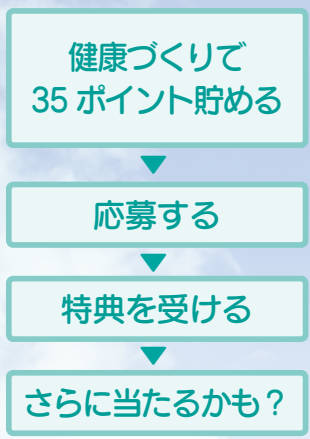 健康づくりで
35 ポイント貯める
応募する
特典を受ける
さらに当たるかも？